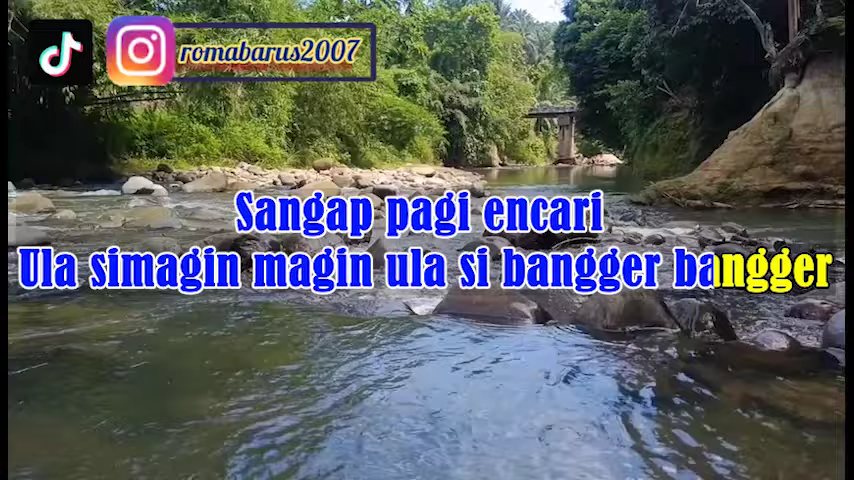 romabarus2007
Sangap pagi encari
Ula simagin magin ula si bangger bangger